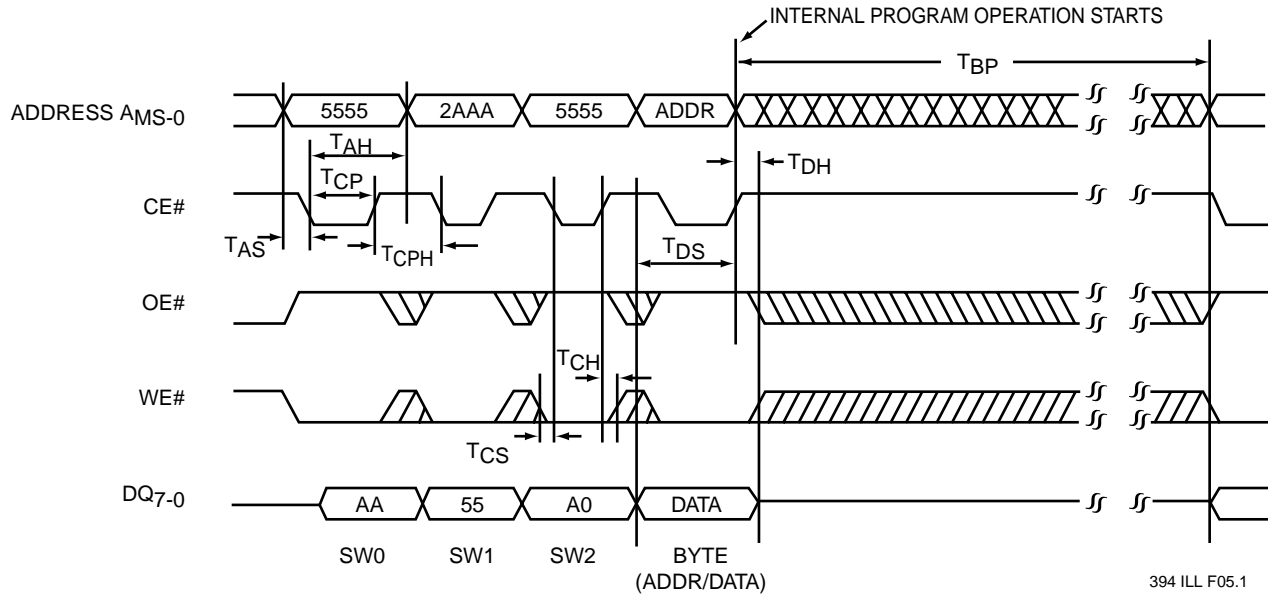 INTERNAL PROGRAM OPERATION STARTS
TBP
ADDRESS AMS-0
5555
2AAA
5555
ADDR
TAH
TDH
TCP
CE#
TAS
TCPH
TDS
OE#
TCH
WE#
TCS
DQ7-0
AA
55
A0
DATA
SW0
SW1
SW2
BYTE
(ADDR/DATA)
394 ILL F05.1